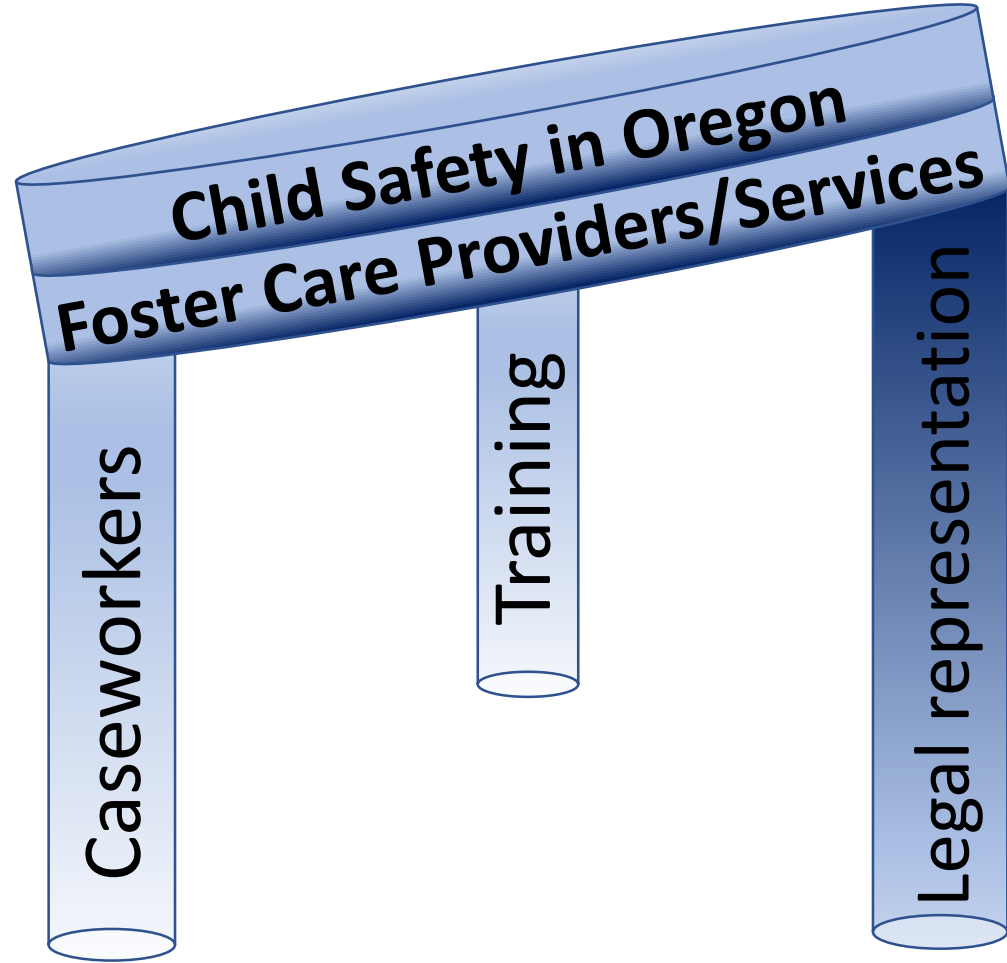 Child Safety in Oregon
Foster Care Providers/Services
Caseworkers
Training
Legal representation